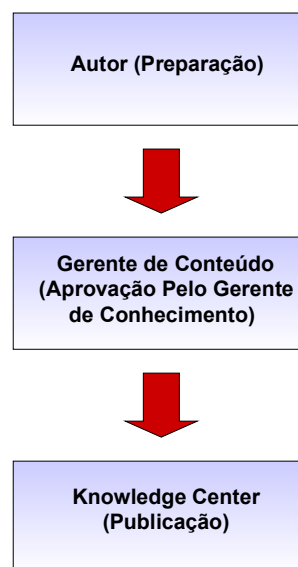 Autor (Preparação)
Gerente de Conteúdo
(Aprovação Pelo Gerente
de Conhecimento)
Knowledge Center
(Publicação)